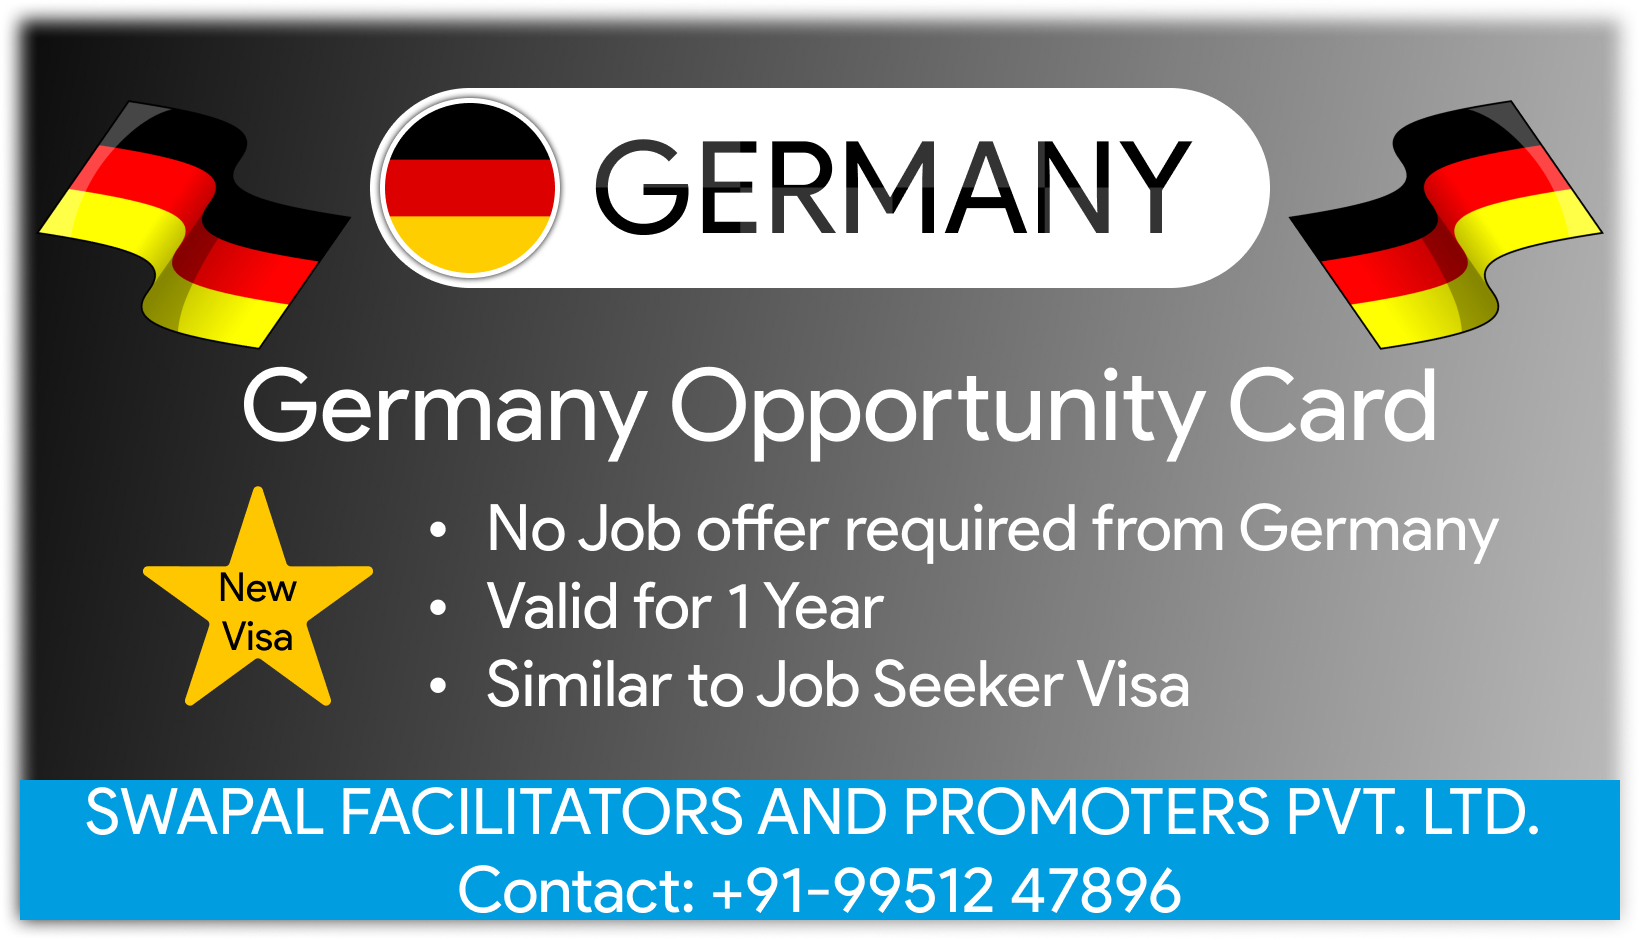 GERMANY
Germany Opportunity Card
New
Visa
• No Job offer required from Germany
• Valid for 1 Year
• Similar to Job Seeker Visa
SWAPAL FACILITATORS AND PROMOTERS PVT. LTD.
Contact: +91-99512 47896